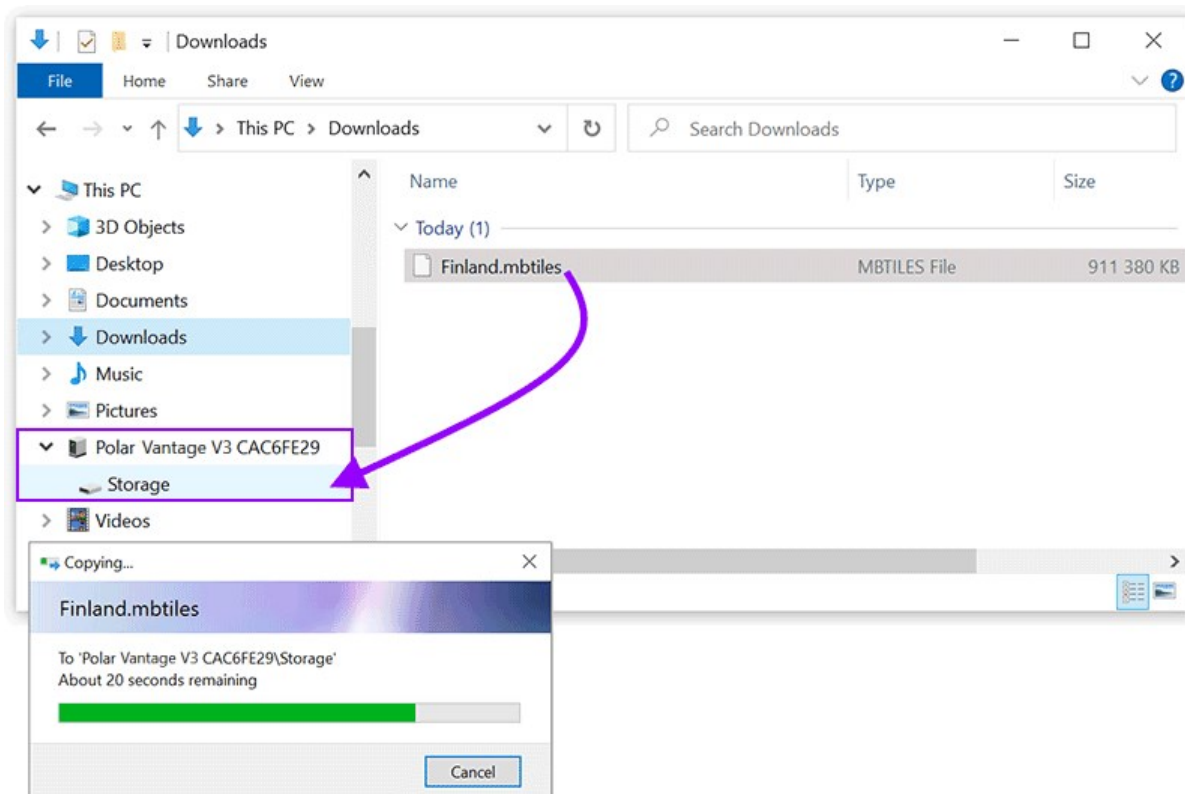 Downloads
File Home Share View
This PC > Downloads
Search Downloads
This PC
3D Objects
Desktop
Documents
Downloads
Music
Pictures
Polar Vantage V3 CAC6FE29
Storage
Videos
Name Type Size
Today (1)
Finland.mbtiles MBTILES File 911 380 KB
Copying...
Finland.mbtiles
To 'Polar Vantage V3 CAC6FE29\Storage'
About 20 seconds remaining
Cancel